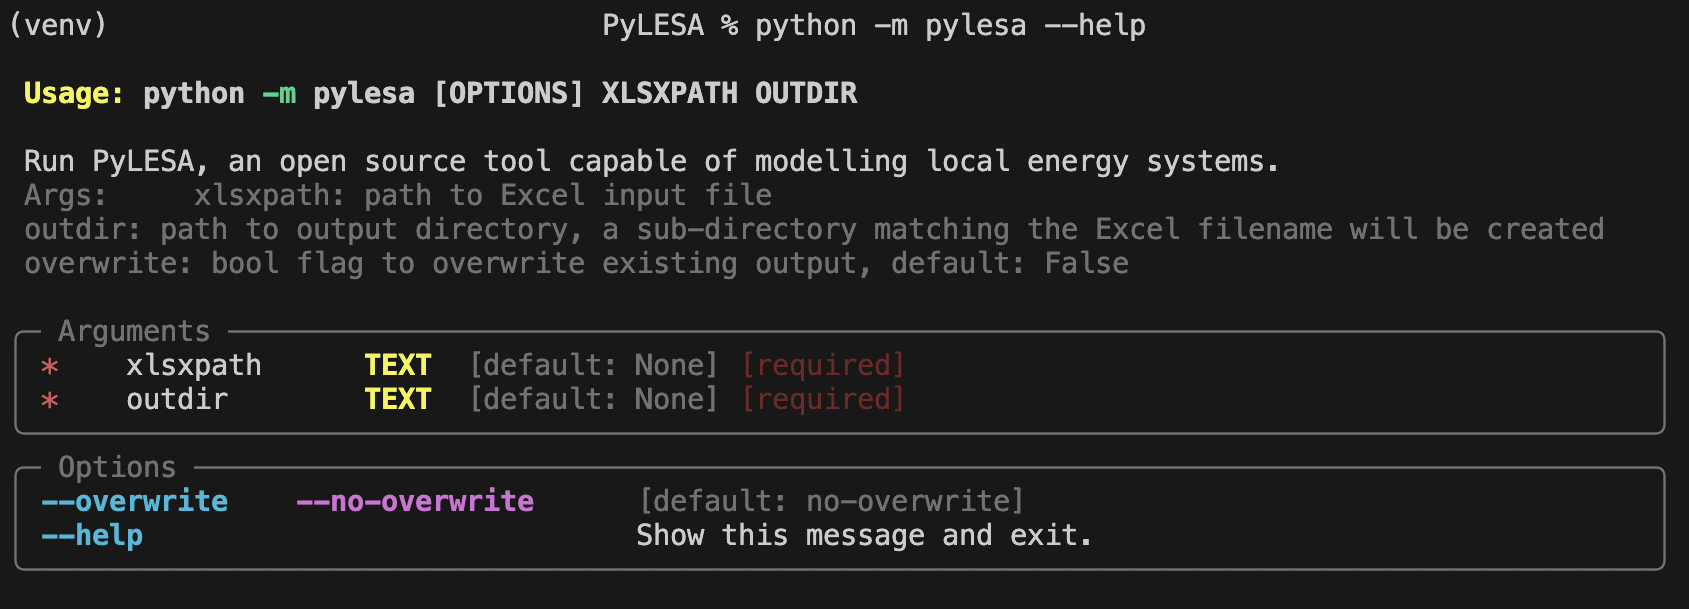 (venv) PyLESA % python -m pylesa --help
Usage: python -m pylesa [OPTIONS] XLSXPATH OUTDIR
Run PyLESA, an open source tool capable of modelling local energy systems.
Args: xlsxpath: path to Excel input file
outdir: path to output directory, a sub-directory matching the Excel filename will be created
overwrite: bool flag to overwrite existing output, default: False
Arguments
* xlsxpath TEXT [default: None] [required]
* outdir TEXT [default: None] [required]
Options
--overwrite --no-overwrite [default: no-overwrite]
--help Show this message and exit.